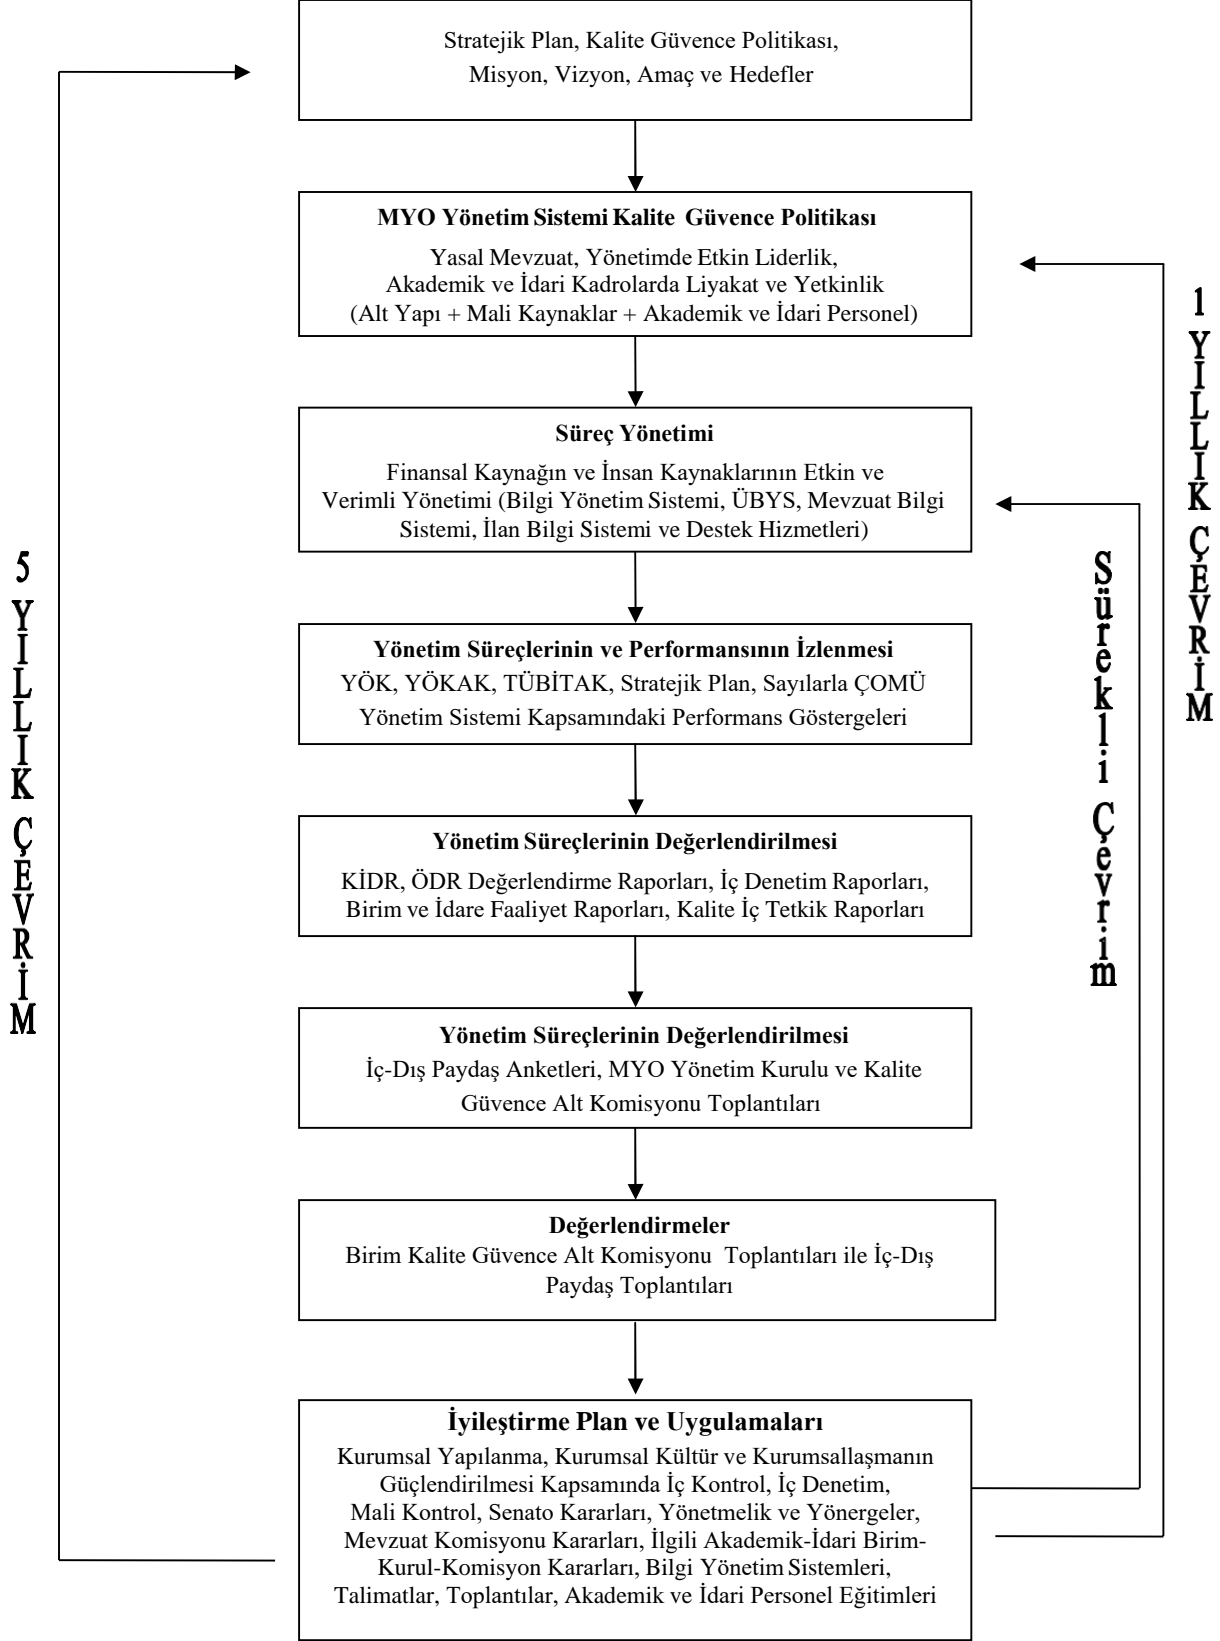 Stratejik Plan, Kalite Güvence Politikası,
Misyon, Vizyon, Amaç ve Hedefler
MYO Yönetim Sistemi Kalite Güvence Politikası
Yasal Mevzuat, Yönetimde Etkin Liderlik,
Akademik ve İdari Kadrolarda Liyakat ve Yetkinlik
(Alt Yapı + Mali Kaynaklar + Akademik ve İdari Personel)
Süreç Yönetimi
Finansal Kaynağın ve İnsan Kaynaklarının Etkin ve
Verimli Yönetimi (Bilgi Yönetim Sistemi, ÜBYS, Mevzuat Bilgi
Sistemi, İlan Bilgi Sistemi ve Destek Hizmetleri)
Yönetim Süreçlerinin ve Performansının İzlenmesi
YÖK, YÖKAK, TÜBİTAK, Stratejik Plan, Sayılarla ÇOMÜ
Yönetim Sistemi Kapsamındaki Performans Göstergeleri
Yönetim Süreçlerinin Değerlendirilmesi
KİDR, ÖDR Değerlendirme Raporları, İç Denetim Raporları,
Birim ve İdare Faaliyet Raporları, Kalite İç Tetkik Raporları
Yönetim Süreçlerinin Değerlendirilmesi
İç-Dış Paydaş Anketleri, MYO Yönetim Kurulu ve Kalite
Güvence Alt Komisyonu Toplantıları
Değerlendirmeler
Birim Kalite Güvence Alt Komisyonu Toplantıları ile İç-Dış
Paydaş Toplantıları
İyileştirme Plan ve Uygulamaları
Kurumsal Yapılanma, Kurumsal Kültür ve Kurumsallaşmanın
Güçlendirilmesi Kapsamında İç Kontrol, İç Denetim,
Mali Kontrol, Senato Kararları, Yönetmelik ve Yönergeler,
Mevzuat Komisyonu Kararları, İlgili Akademik-İdari Birim-
Kurul-Komisyon Kararları, Bilgi Yönetim Sistemleri,
Talimatlar, Toplantılar, Akademik ve İdari Personel Eğitimleri
5 YILLIK ÇEVRİM
Sürekli Çevrim
1 YILLIK ÇEVRİM